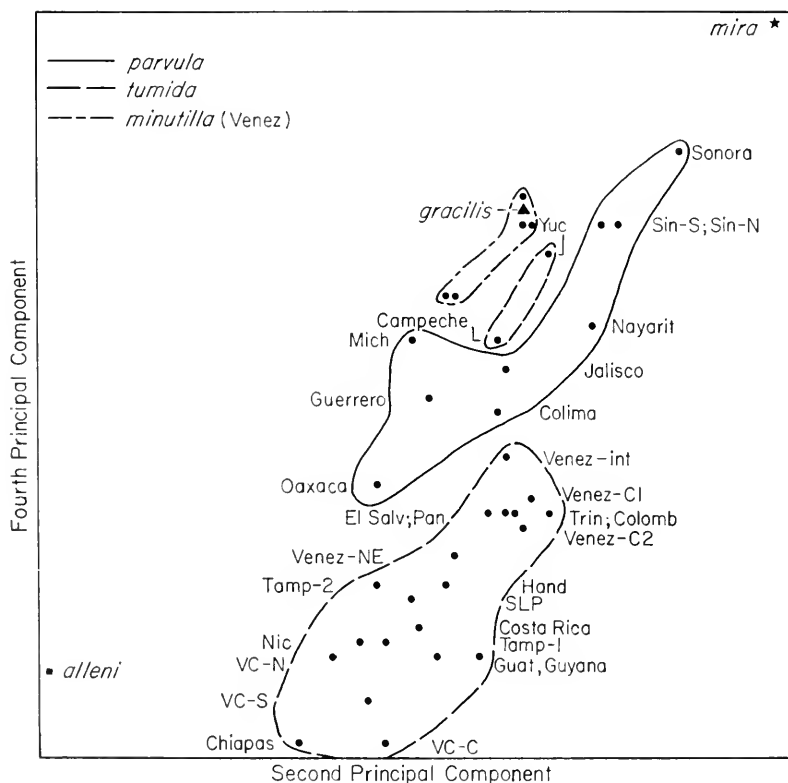 mira
parvula
tumida
minutilla (Venez)
Sonora
gracilis
Yuc
Sin-S; Sin-N
J
Campeche
L
Mich
Nayarit
Jalisco
Guerrero
Colima
Venez-int
Oaxaca
Venez-C1
El Salv; Pan
Trin; Colomb
Venez-C2
Venez-NE
Tamp-2
Hand
SLP
Costa Rica
Nic
Tamp-1
VC-N
Guat, Guyana
alleni
VC-S
Chiapas
VC-C
Fourth Principal Component
Second Principal Component